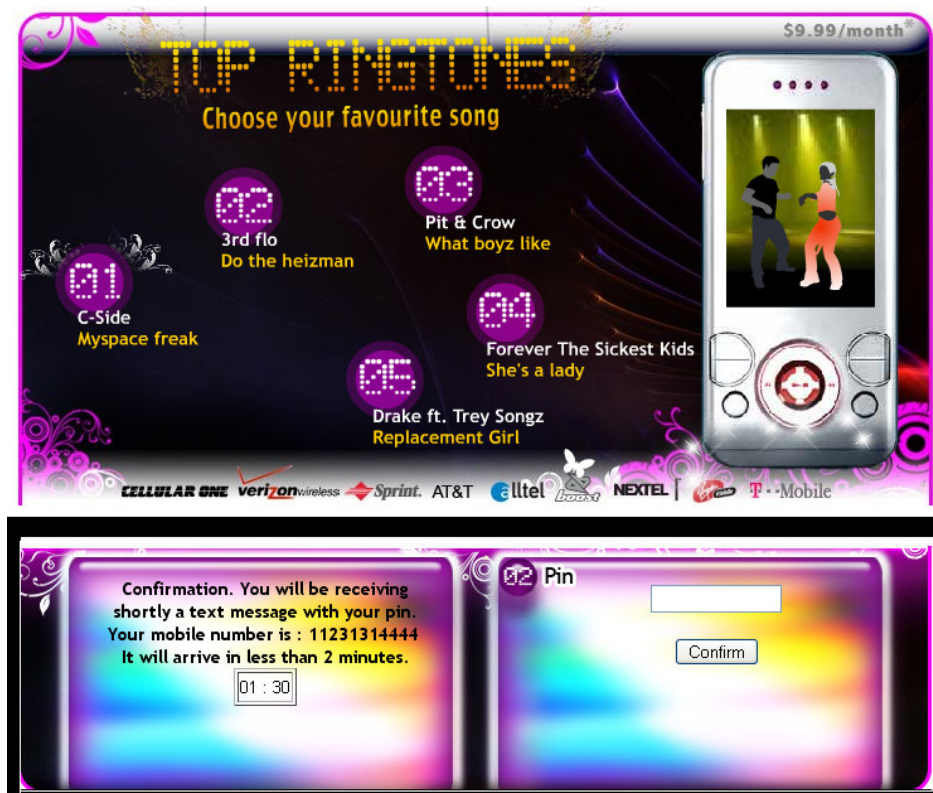 $9.99/month*
TOP RINGTONES
Choose your favourite song
01
C-Side
Myspace freak
02
3rd flo
Do the heizman
03
Pit & Crow
What boyz like
04
Forever The Sickest Kids
She's a lady
05
Drake ft. Trey Songz
Replacement Girl
CELLULAR ONE verizonwireless Sprint. AT&T alltel boost NEXTEL Virgin mobile T··Mobile
Confirmation. You will be receiving
shortly a text message with your pin.
Your mobile number is : 11231314444
It will arrive in less than 2 minutes.
01 : 30
02 Pin
Confirm